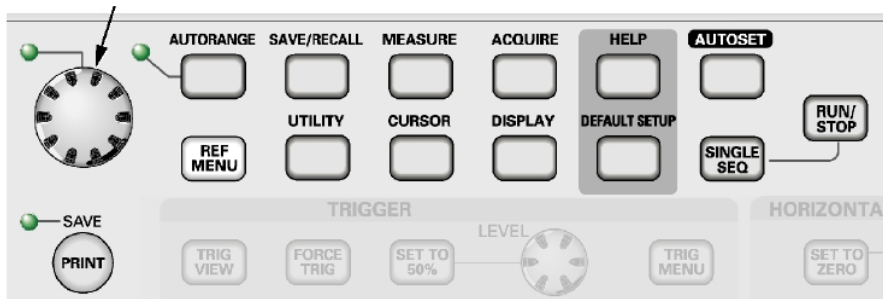 AUTORANGE SAVE/RECALL MEASURE ACQUIRE HELP AUTOSET
UTILITY CURSOR DISPLAY DEFAULT SETUP
RUN/
STOP
REF
MENU
SINGLE
SEQ
SAVE
PRINT
TRIGGER
HORIZONTA
LEVEL
TRIG
VIEW
FORCE
TRIG
SET TO
50%
TRIG
MENU
SET TO
ZERO